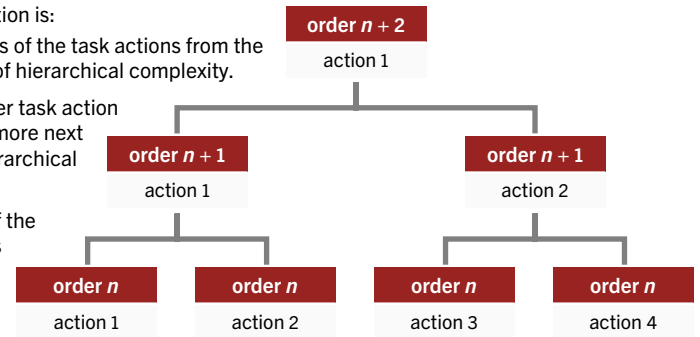 tion is:
s of the task actions from the
of hierarchical complexity.
er task action
more next
rarchical
f the
s
order n + 2
action 1
order n + 1
action 1
order n + 1
action 2
order n
action 1
order n
action 2
order n
action 3
order n
action 4